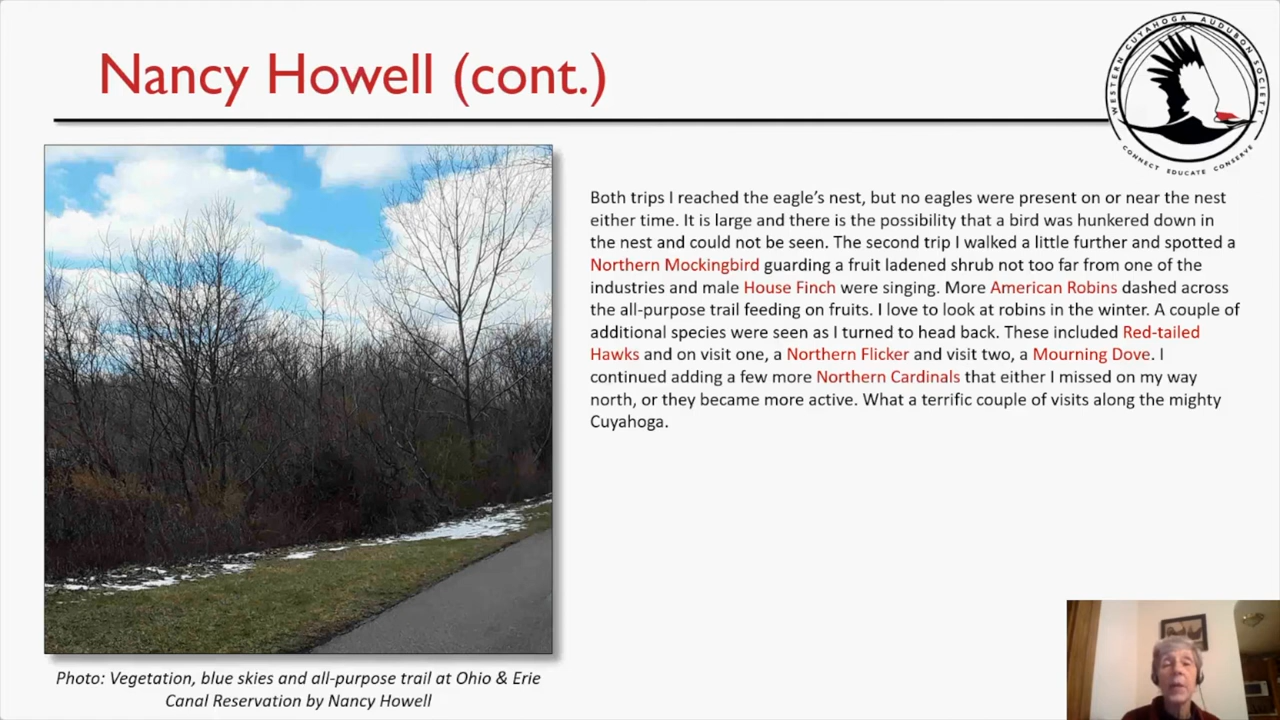 Nancy Howell (cont.)
WESTERN CUYAHOGA AUDUBON SOCIETY
CONNECT EDUCATE CONSERVE
Both trips I reached the eagle’s nest, but no eagles were present on or near the nest
either time. It is large and there is the possibility that a bird was hunkered down in
the nest and could not be seen. The second trip I walked a little further and spotted a
Northern Mockingbird guarding a fruit ladened shrub not too far from one of the
industries and male House Finch were singing. More American Robins dashed across
the all-purpose trail feeding on fruits. I love to look at robins in the winter. A couple of
additional species were seen as I turned to head back. These included Red-tailed
Hawks and on visit one, a Northern Flicker and visit two, a Mourning Dove. I
continued adding a few more Northern Cardinals that either I missed on my way
north, or they became more active. What a terrific couple of visits along the mighty
Cuyahoga.
Photo: Vegetation, blue skies and all-purpose trail at Ohio & Erie
Canal Reservation by Nancy Howell